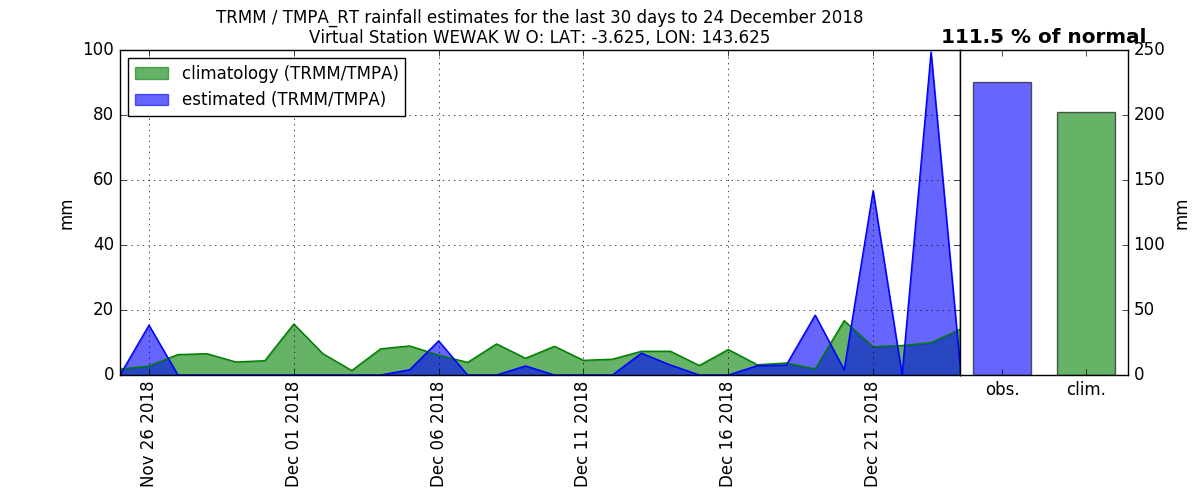 TRMM / TMPA_RT rainfall estimates for the last 30 days to 24 December 2018
Virtual Station WEWAK W O: LAT: -3.625, LON: 143.625
111.5 % of normal
climatology (TRMM/TMPA)
estimated (TRMM/TMPA)
100
80
60
40
20
0
mm
Nov 26 2018
Dec 01 2018
Dec 06 2018
Dec 11 2018
Dec 16 2018
Dec 21 2018
obs.
clim.
250
200
150
100
50
0
mm